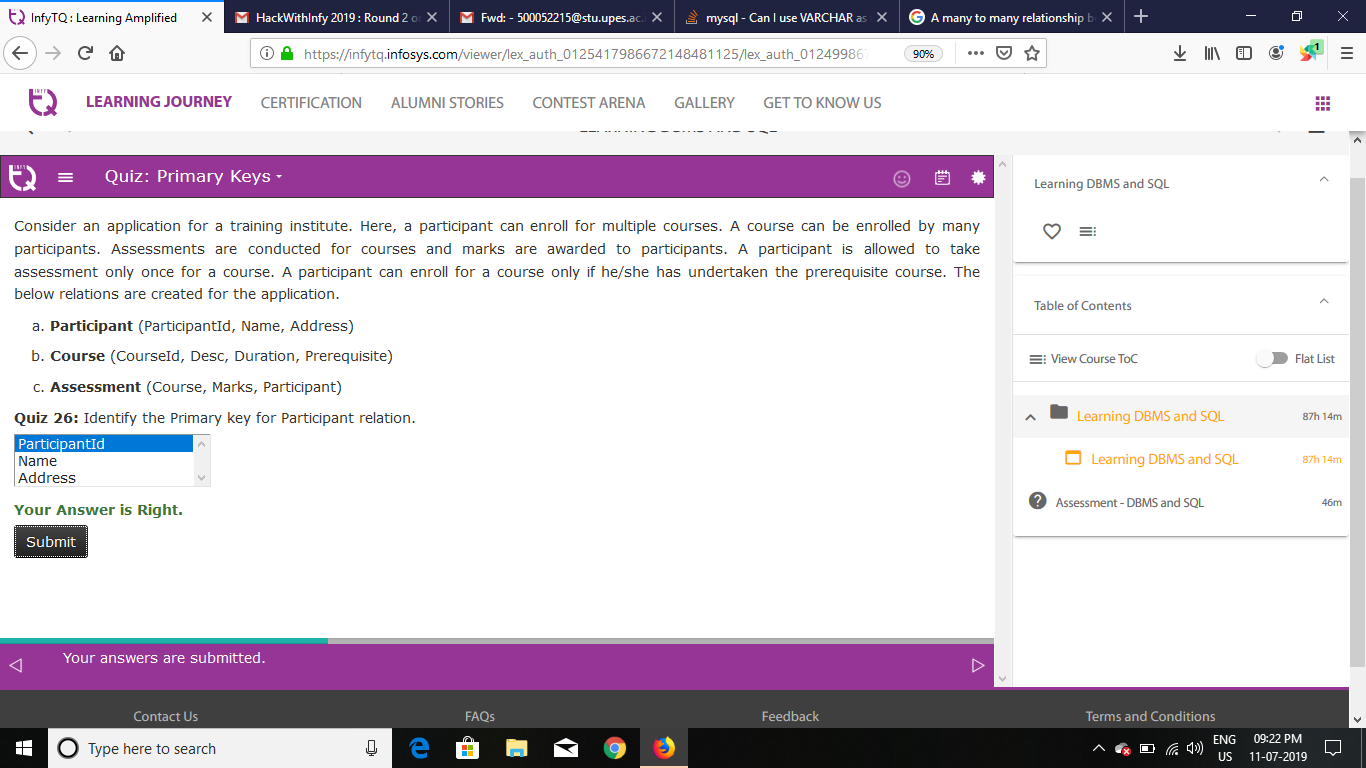 InfyTQ : Learning Amplified
HackWithInfy 2019 : Round 2 o
Fwd: - 500052215@stu.upes.ac.
mysql - Can I use VARCHAR as
A many to many relationship b
https://infytq.infosys.com/viewer/lex_auth_0125417986672148481125/lex_auth_01249986
90%
1
INFY
TQ
LEARNING JOURNEY
CERTIFICATION
ALUMNI STORIES
CONTEST ARENA
GALLERY
GET TO KNOW US
LEARNING DBMS AND SQL
INFY
TQ
Quiz: Primary Keys
Consider an application for a training institute. Here, a participant can enroll for multiple courses. A course can be enrolled by many
participants. Assessments are conducted for courses and marks are awarded to participants. A participant is allowed to take
assessment only once for a course. A participant can enroll for a course only if he/she has undertaken the prerequisite course. The
below relations are created for the application.
a. Participant (ParticipantId, Name, Address)
b. Course (CourseId, Desc, Duration, Prerequisite)
c. Assessment (Course, Marks, Participant)
Quiz 26: Identify the Primary key for Participant relation.
ParticipantId
Name
Address
Your Answer is Right.
Submit
Your answers are submitted.
Learning DBMS and SQL
Table of Contents
View Course ToC
Flat List
Learning DBMS and SQL
87h 14m
Learning DBMS and SQL
87h 14m
Assessment - DBMS and SQL
46m
Contact Us
FAQs
Feedback
Terms and Conditions
Type here to search
ENG
US
09:22 PM
11-07-2019